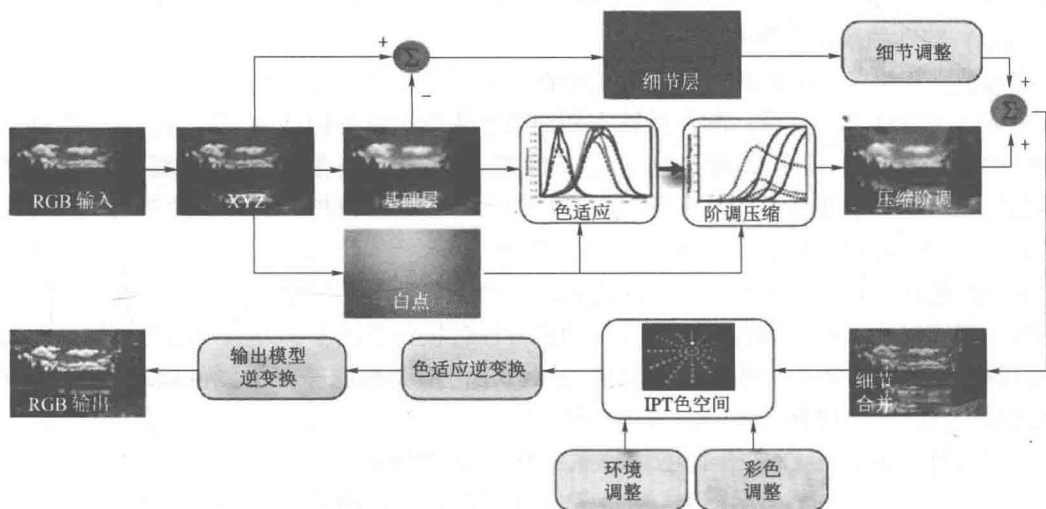 +
Σ
−
细节层
细节调整
+
Σ
+
RGB 输入
XYZ
基础层
色适应
阶调压缩
压缩阶调
白点
RGB 输出
输出模型
逆变换
色适应逆变换
IPT色空间
细节
合并
环境
调整
彩色
调整